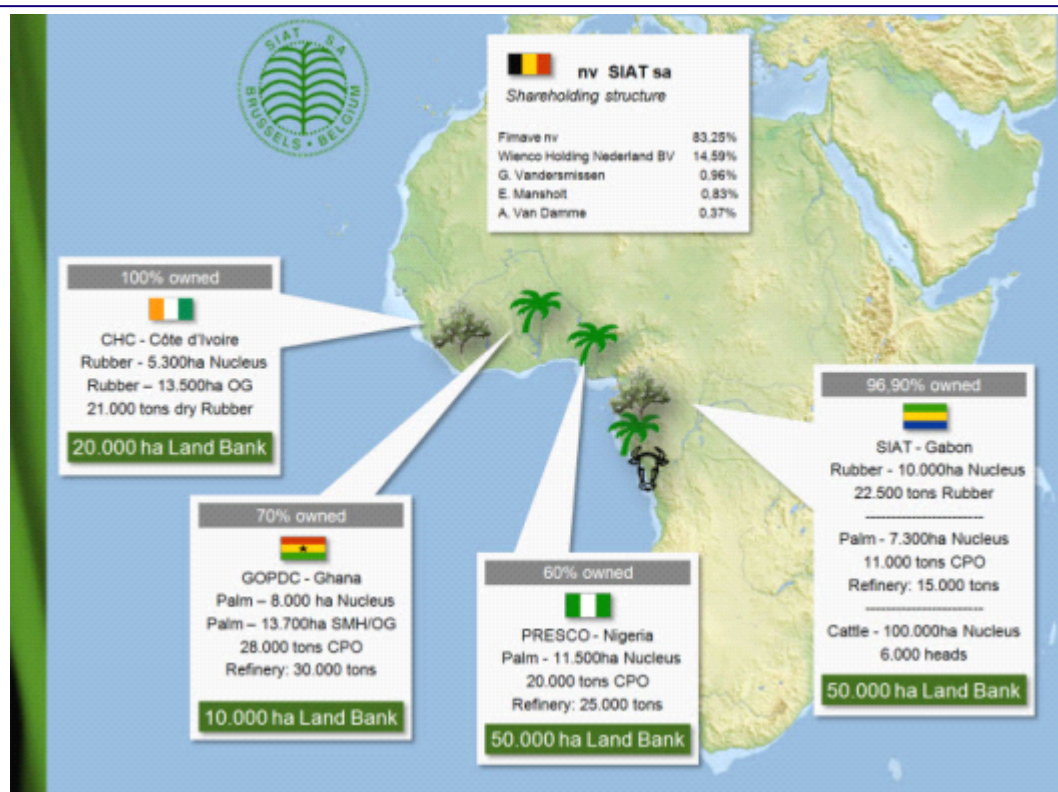 SIAT SA
BRUSSELS - BELGIUM
nv SIAT sa
Shareholding structure
Fimave nv 83,25%
Wienco Holding Nederland BV 14,59%
G. Vandersmissen 0,96%
E. Mansholt 0,83%
A. Van Damme 0,37%
100% owned
CHC - Côte d'Ivoire
Rubber - 5.300ha Nucleus
Rubber – 13.500ha OG
21.000 tons dry Rubber
20.000 ha Land Bank
70% owned
GOPDC - Ghana
Palm – 8.000 ha Nucleus
Palm – 13.700ha SMH/OG
28.000 tons CPO
Refinery: 30.000 tons
10.000 ha Land Bank
60% owned
PRESCO - Nigeria
Palm - 11.500ha Nucleus
20.000 tons CPO
Refinery: 25.000 tons
50.000 ha Land Bank
96,90% owned
SIAT - Gabon
Rubber - 10.000ha Nucleus
22.500 tons Rubber
-------------------------
Palm - 7.300ha Nucleus
11.000 tons CPO
Refinery: 15.000 tons
-------------------------
Cattle - 100.000ha Nucleus
6.000 heads
50.000 ha Land Bank